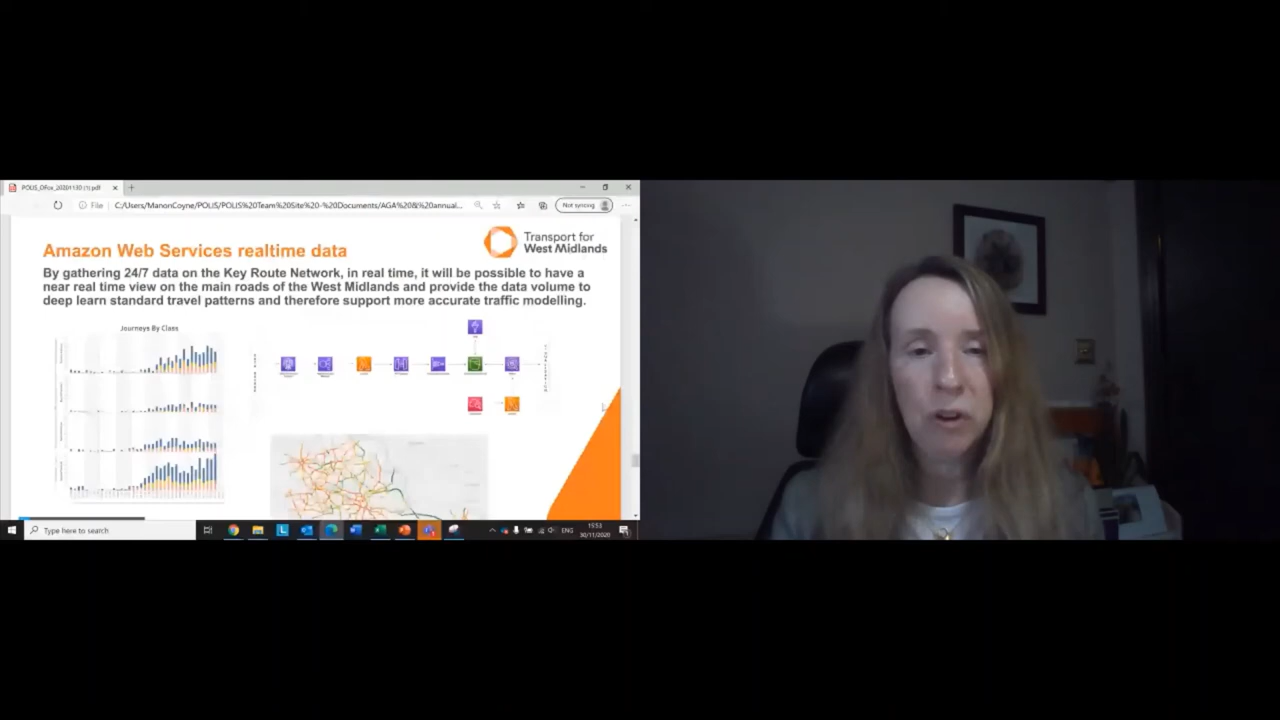 POLIS_DFox_20201130 (1).pdf
File
C:/Users/ManonCoyne/POLIS/POLIS%20Team%20Site%20-%20Documents/AGA%20&%20annual...
Not syncing
Amazon Web Services realtime data
Transport for
West Midlands
By gathering 24/7 data on the Key Route Network, in real time, it will be possible to have a
near real time view on the main roads of the West Midlands and provide the data volume to
deep learn standard travel patterns and therefore support more accurate traffic modelling.
Journeys By Class
Type here to search
ENG
15:53
30/11/2020